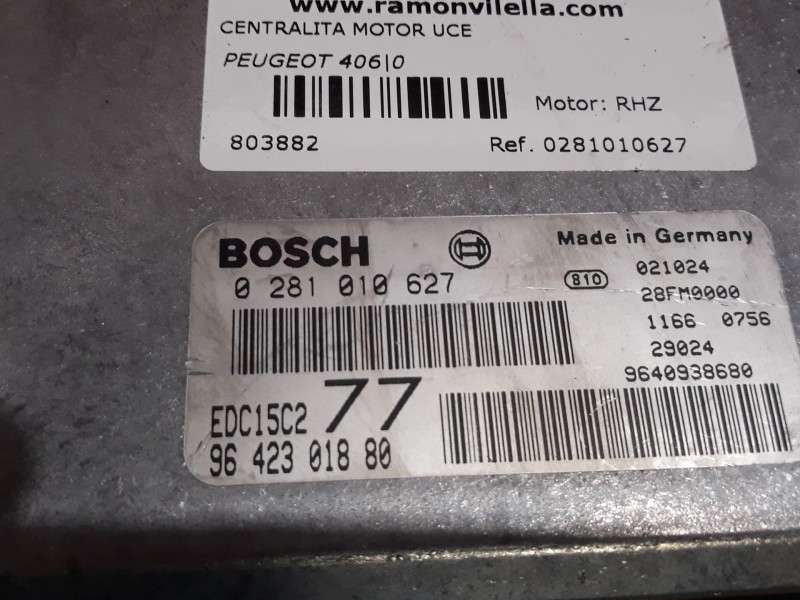 www.ramonvilella.com
CENTRALITA MOTOR UCE
PEUGEOT 406|0
Motor: RHZ
803882
Ref. 0281010627
BOSCH
Made in Germany
0 281 010 627
810
021024
28FM0000
1166 0756
29024
9640938680
EDC15C2
77
96 423 018 80